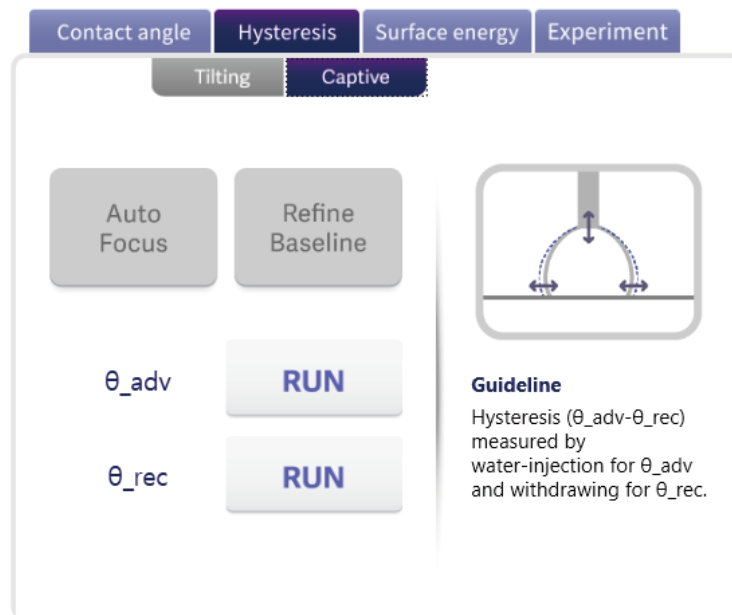 Contact angle
Hysteresis
Surface energy
Experiment
Tilting
Captive
Auto
Focus
Refine
Baseline
θ_adv
RUN
θ_rec
RUN
Guideline
Hysteresis (θ_adv-θ_rec)
measured by
water-injection for θ_adv
and withdrawing for θ_rec.